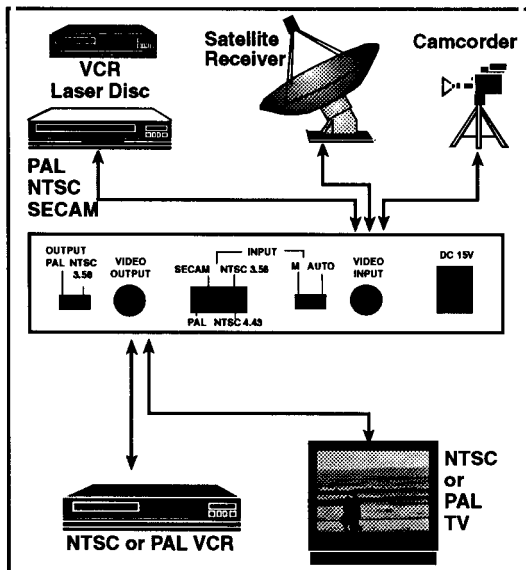 VCR
Laser Disc
Satellite
Receiver
Camcorder
PAL
NTSC
SECAM
OUTPUT
PAL NTSC
3.58
VIDEO
OUTPUT
INPUT
SECAM NTSC 3.58
PAL NTSC 4.43
M AUTO
VIDEO
INPUT
DC 15V
NTSC or PAL VCR
NTSC
or
PAL
TV